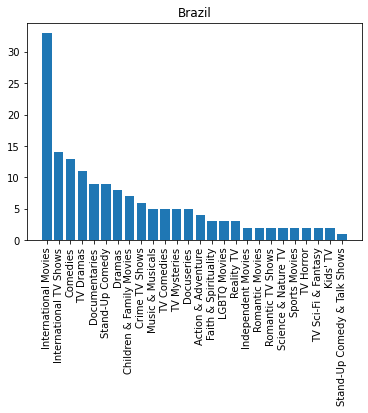 Brazil
30
25
20
15
10
5
0
International Movies
International TV Shows
Comedies
TV Dramas
Documentaries
Stand-Up Comedy
Dramas
Children & Family Movies
Crime TV Shows
Music & Musicals
TV Comedies
TV Mysteries
Docuseries
Action & Adventure
Faith & Spirituality
LGBTQ Movies
Reality TV
Independent Movies
Romantic Movies
Romantic TV Shows
Science & Nature TV
Sports Movies
TV Horror
TV Sci-Fi & Fantasy
Kids' TV
Stand-Up Comedy & Talk Shows